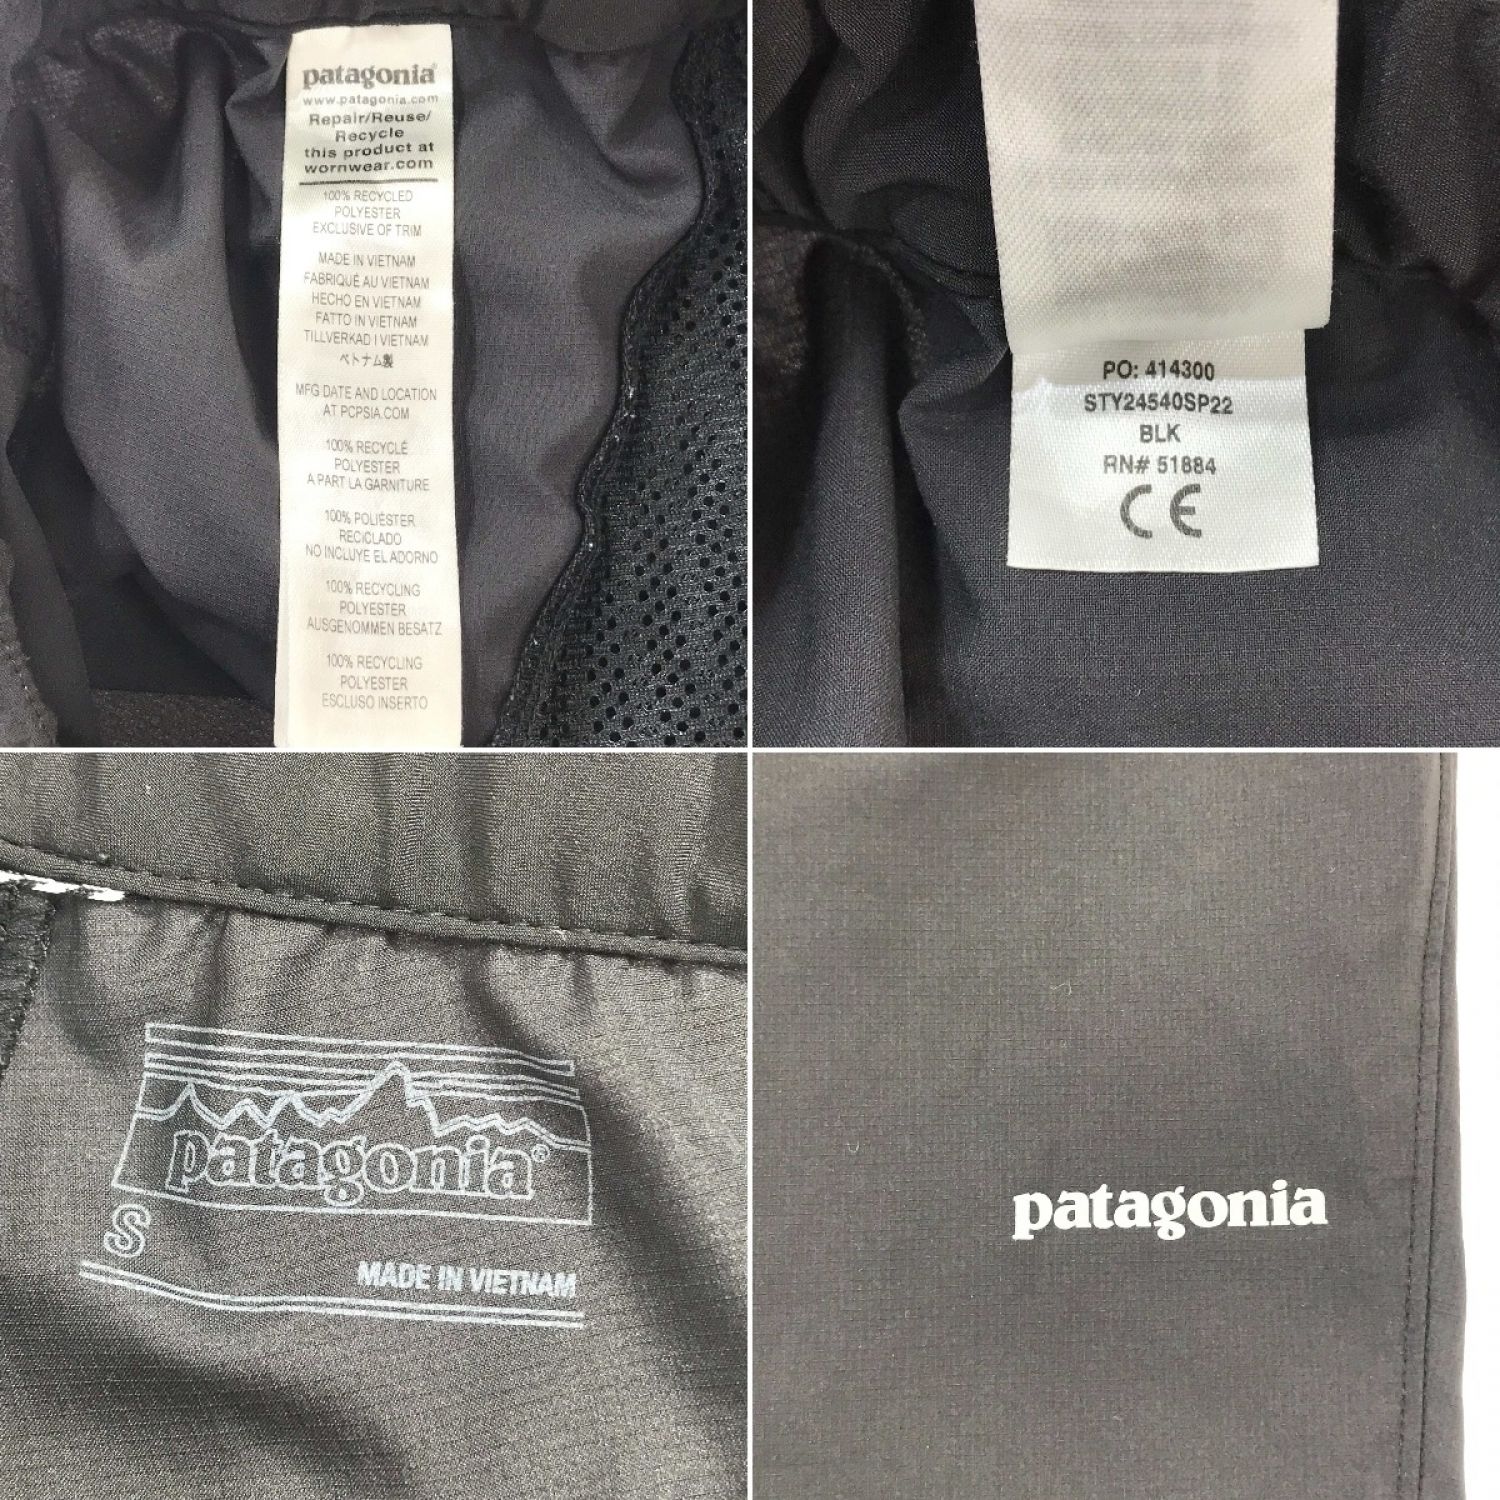 patagonia®
www.patagonia.com
Repair/Reuse/
Recycle
this product at
wornwear.com
100% RECYCLED
POLYESTER
EXCLUSIVE OF TRIM
MADE IN VIETNAM
FABRIQUÉ AU VIETNAM
HECHO EN VIETNAM
FATTO IN VIETNAM
TILLVERKAD I VIETNAM
ベトナム製
MFG DATE AND LOCATION
AT PCPSIA.COM
100% RECYCLÉ
POLYESTER
A PART LA GARNITURE
100% POLIÉSTER
RECICLADO
NO INCLUYE EL ADORNO
100% RECYCLING
POLYESTER
AUSGENOMMEN BESATZ
100% RECYCLING
POLYESTER
ESCLUSO INSERTO
PO: 414300
STY24540SP22
BLK
RN# 51884
CE
patagonia®
S
MADE IN VIETNAM
patagonia